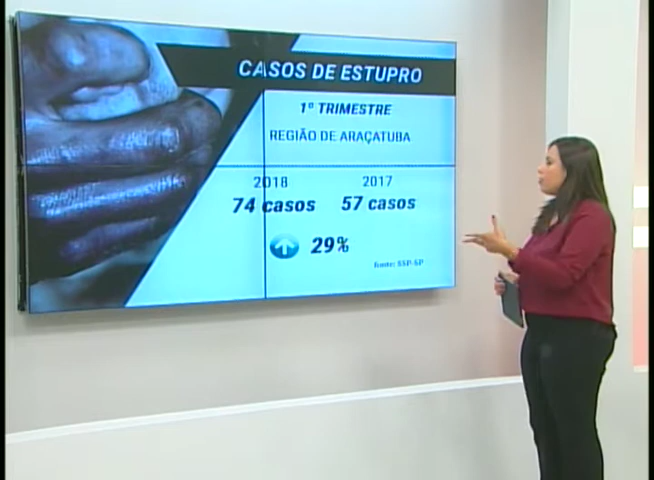 CASOS DE ESTUPRO
1º TRIMESTRE
REGIÃO DE ARAÇATUBA
2018 2017
74 casos 57 casos
29%
fonte: SSP-SP